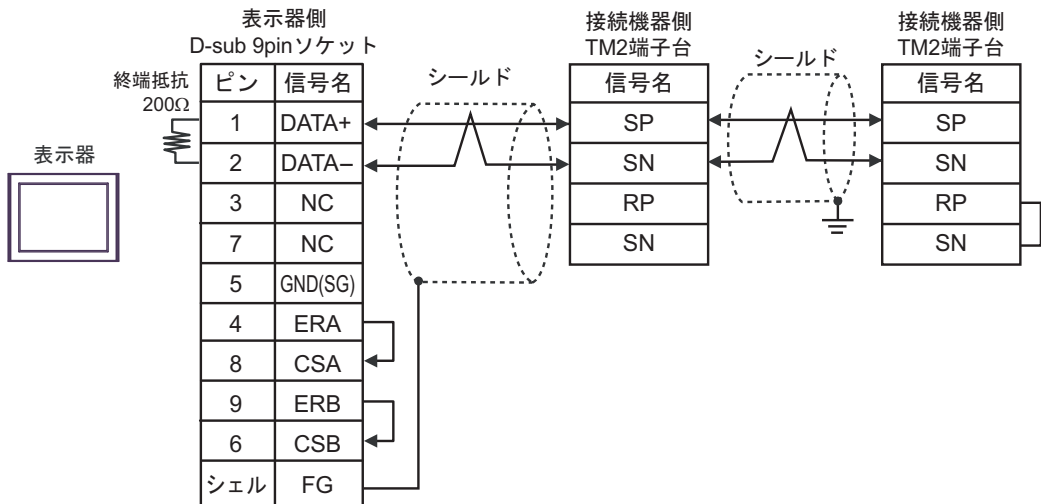 表示器側
D-sub 9pinソケット
接続機器側
TM2端子台
接続機器側
TM2端子台
終端抵抗
200Ω
表示器
シールド
シールド
ピン 信号名
1 DATA+
2 DATA−
3 NC
7 NC
5 GND(SG)
4 ERA
8 CSA
9 ERB
6 CSB
シェル FG
信号名
SP
SN
RP
SN
信号名
SP
SN
RP
SN